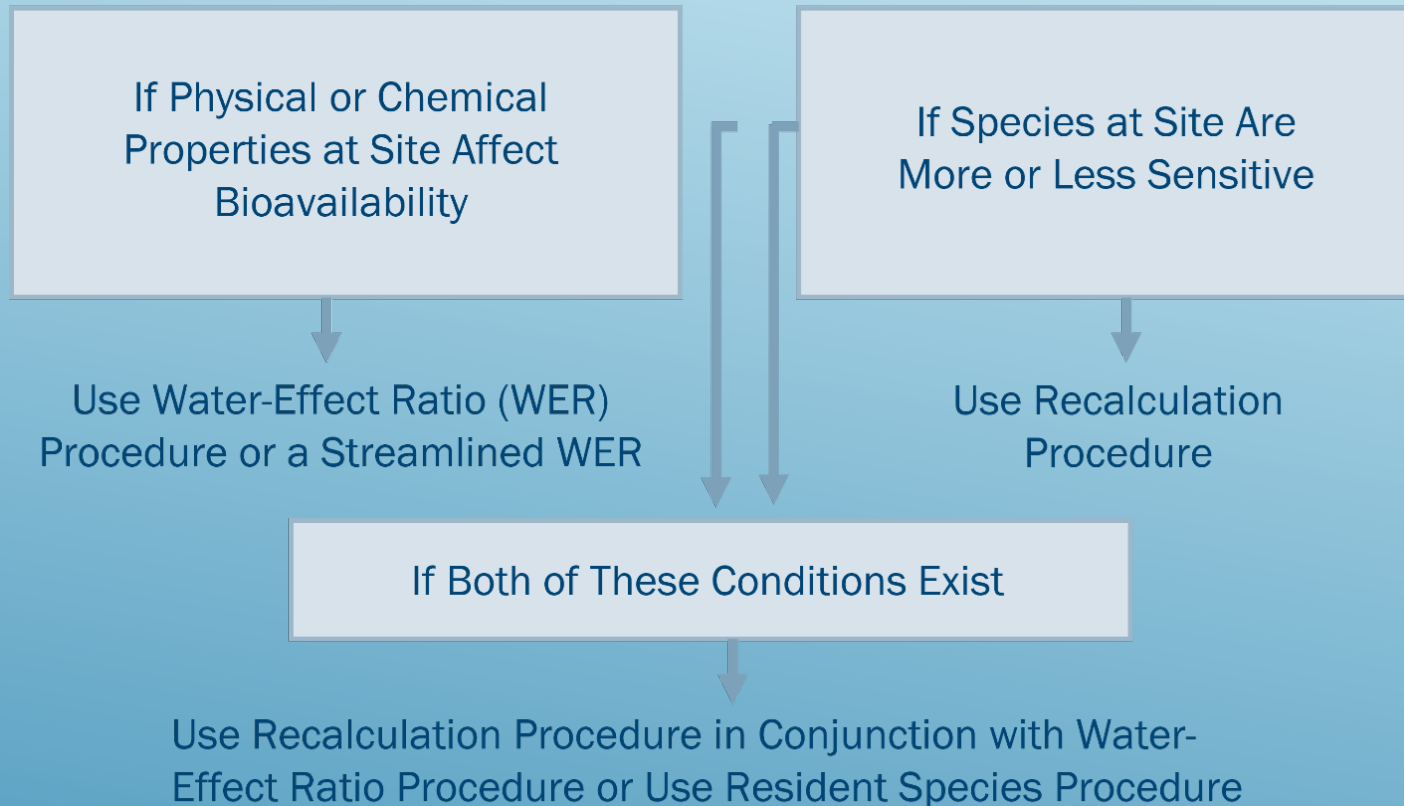 If Physical or Chemical
Properties at Site Affect
Bioavailability
If Species at Site Are
More or Less Sensitive
Use Water-Effect Ratio (WER)
Procedure or a Streamlined WER
Use Recalculation
Procedure
If Both of These Conditions Exist
Use Recalculation Procedure in Conjunction with Water-
Effect Ratio Procedure or Use Resident Species Procedure